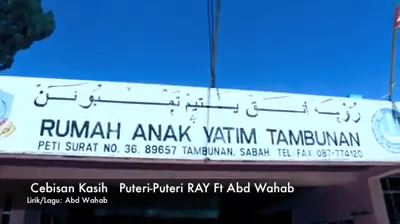 رومه انق يتيم تمبونن
RUMAH ANAK YATIM TAMBUNAN
PETI SURAT NO. 36, 89657 TAMBUNAN, SABAH. TEL/FAX 087-774120
Cebisan Kasih Puteri-Puteri RAY Ft Abd Wahab
Lirik/Lagu: Abd Wahab